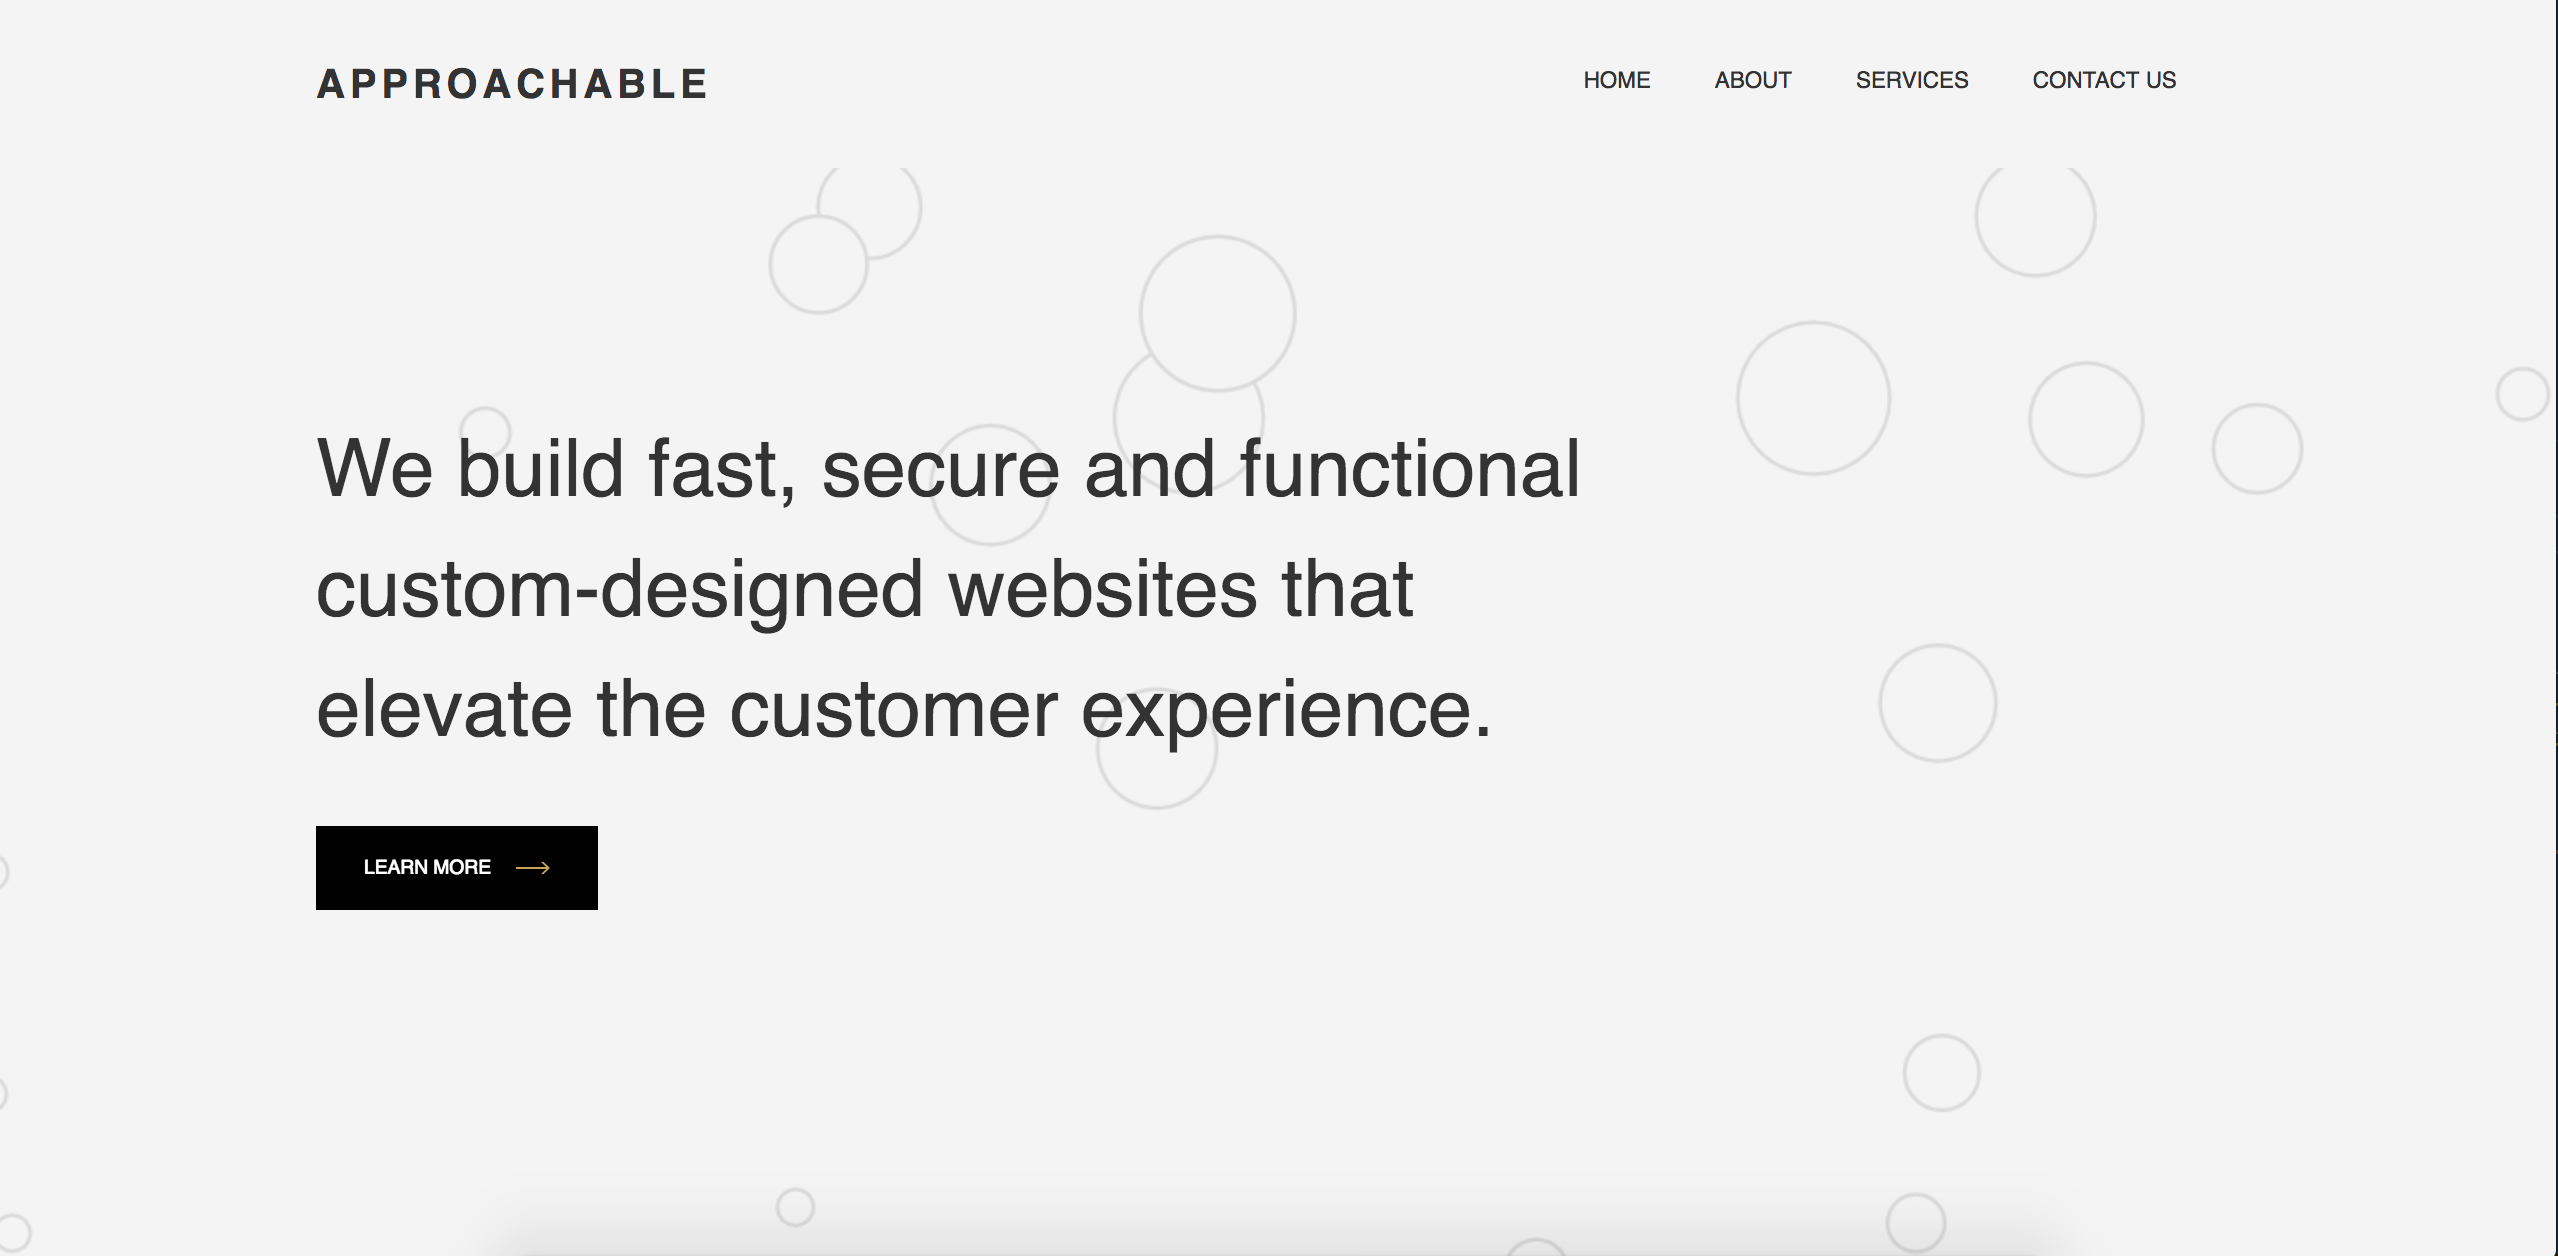 APPROACHABLE
HOME ABOUT SERVICES CONTACT US
We build fast, secure and functional
custom-designed websites that
elevate the customer experience.
LEARN MORE